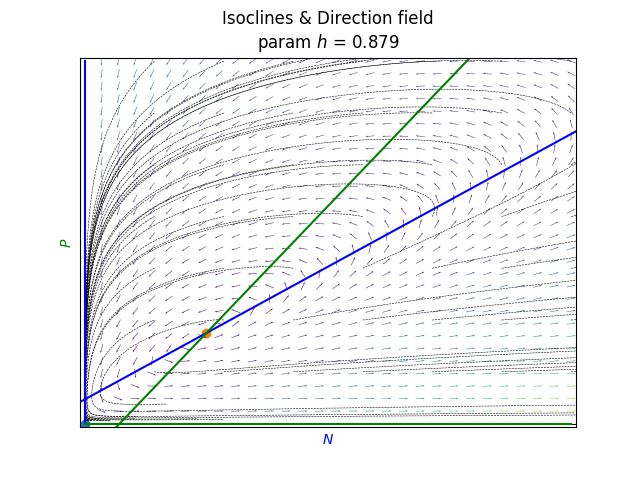 Isoclines & Direction field
param h = 0.879
P
N